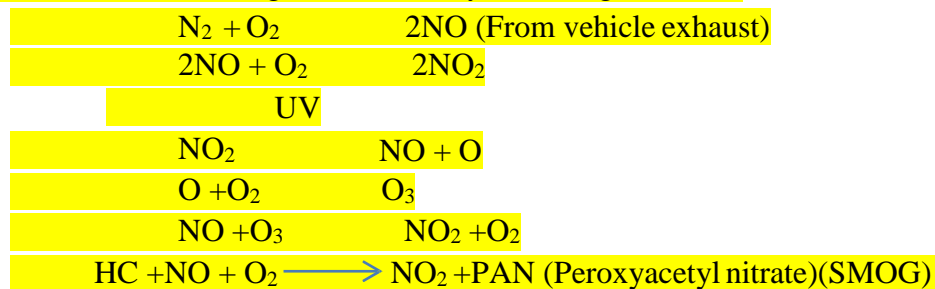 N₂ + O₂ 2NO (From vehicle exhaust)
2NO + O₂ 2NO₂
UV
NO₂ NO + O
O +O₂ O₃
NO +O₃ NO₂ +O₂
HC +NO + O₂ → NO₂ +PAN (Peroxyacetyl nitrate)(SMOG)